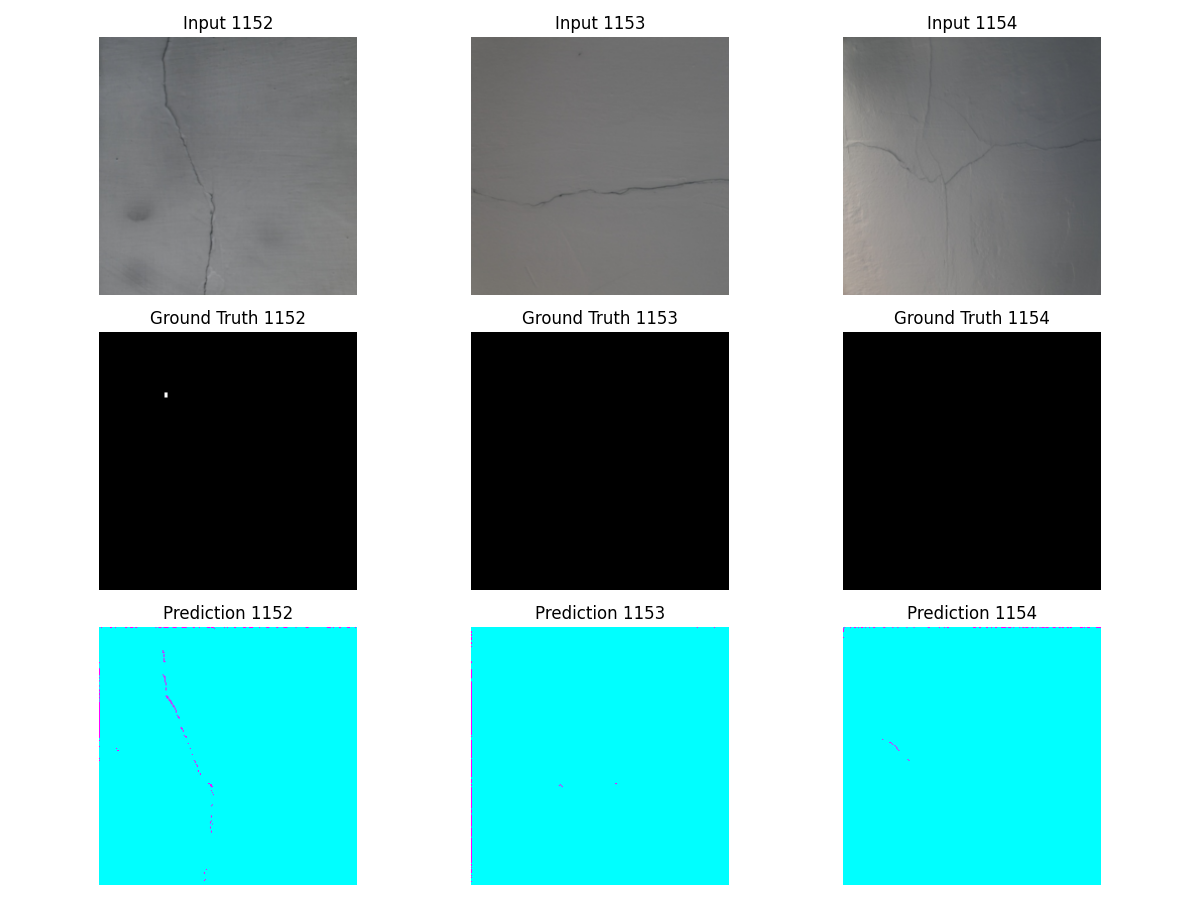 Input 1152
Input 1153
Input 1154
Ground Truth 1152
Ground Truth 1153
Ground Truth 1154
Prediction 1152
Prediction 1153
Prediction 1154